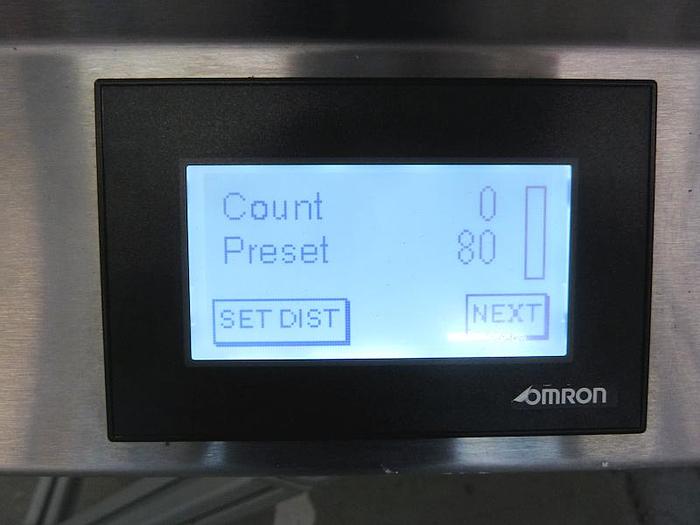 Count 0
Preset 80
SET DIST NEXT
OMRON